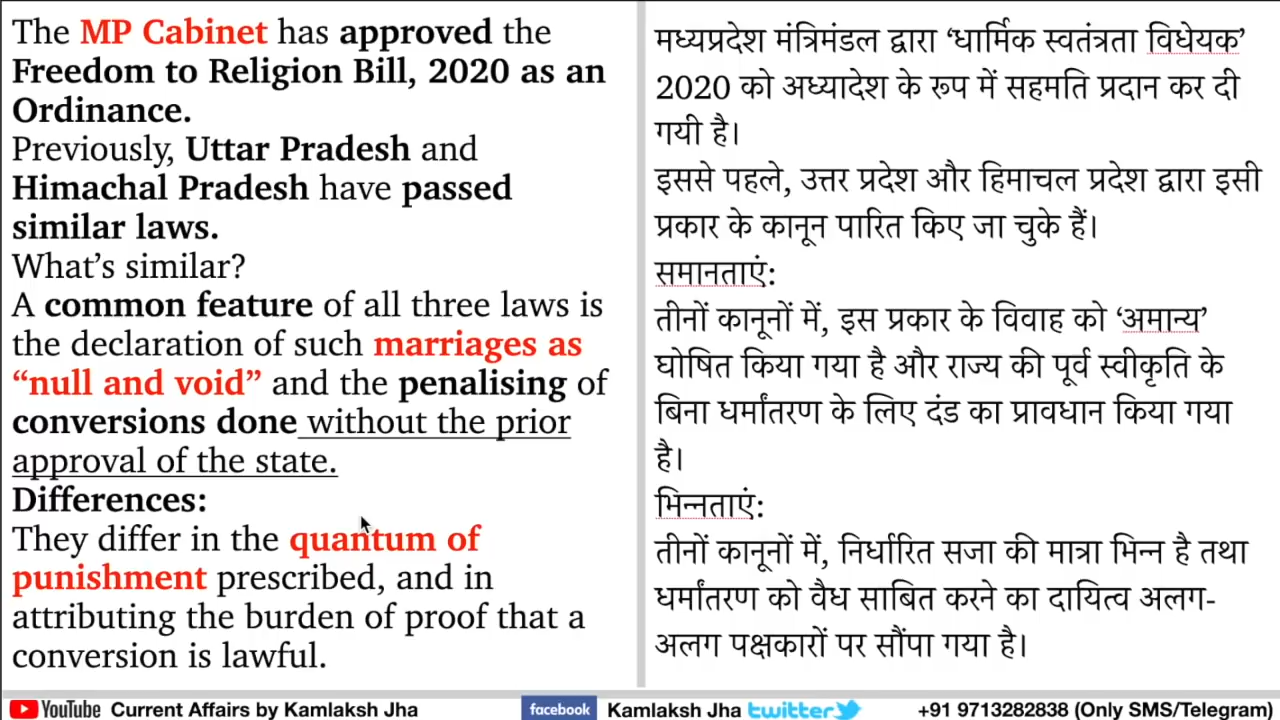 The MP Cabinet has approved the
Freedom to Religion Bill, 2020 as an
Ordinance.
Previously, Uttar Pradesh and
Himachal Pradesh have passed
similar laws.
What’s similar?
A common feature of all three laws is
the declaration of such marriages as
“null and void” and the penalising of
conversions done without the prior
approval of the state.
Differences:
They differ in the quantum of
punishment prescribed, and in
attributing the burden of proof that a
conversion is lawful.
मध्यप्रदेश मंत्रिमंडल द्वारा ‘धार्मिक स्वतंत्रता विधेयक’
2020 को अध्यादेश के रूप में सहमति प्रदान कर दी
गयी है।
इससे पहले, उत्तर प्रदेश और हिमाचल प्रदेश द्वारा इसी
प्रकार के कानून पारित किए जा चुके हैं।
समानताएं:
तीनों कानूनों में, इस प्रकार के विवाह को ‘अमान्य’
घोषित किया गया है और राज्य की पूर्व स्वीकृति के
बिना धर्मांतरण के लिए दंड का प्रावधान किया गया
है।
भिन्नताएं:
तीनों कानूनों में, निर्धारित सजा की मात्रा भिन्न है तथा
धर्मांतरण को वैध साबित करने का दायित्व अलग-
अलग पक्षकारों पर सौंपा गया है।
YouTube Current Affairs by Kamlaksh Jha facebook Kamlaksh Jha twitter +91 9713282838 (Only SMS/Telegram)